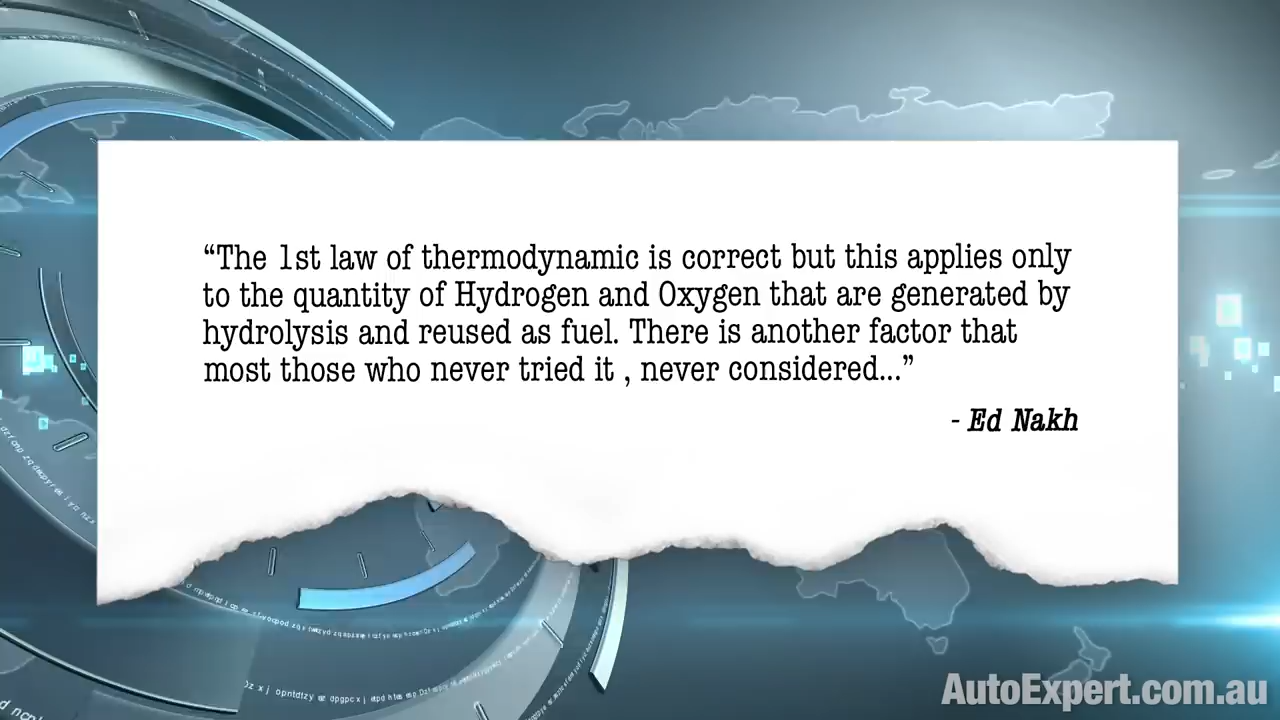 “The 1st law of thermodynamic is correct but this applies only
to the quantity of Hydrogen and Oxygen that are generated by
hydrolysis and reused as fuel. There is another factor that
most those who never tried it , never considered...”
- Ed Nakh
AutoExpert.com.au